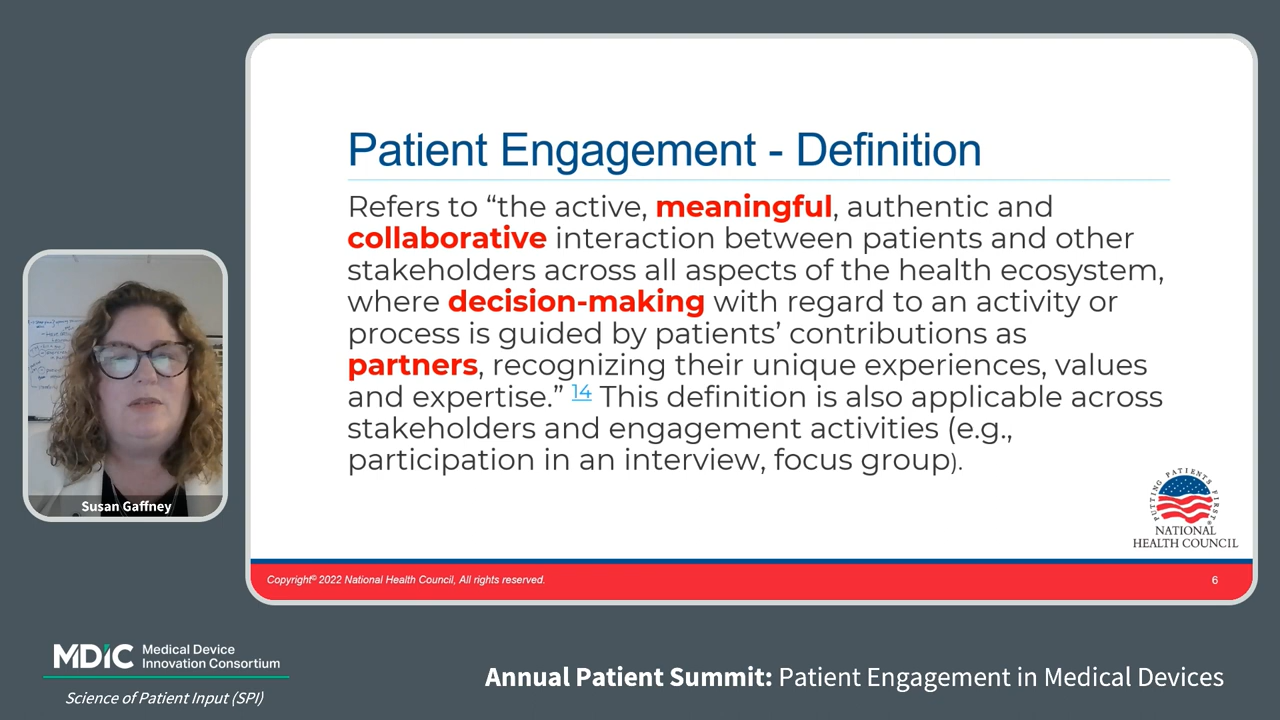 Patient Engagement - Definition
Refers to “the active, meaningful, authentic and
collaborative interaction between patients and other
stakeholders across all aspects of the health ecosystem,
where decision-making with regard to an activity or
process is guided by patients’ contributions as
partners, recognizing their unique experiences, values
and expertise.” 14 This definition is also applicable across
stakeholders and engagement activities (e.g.,
participation in an interview, focus group).
PUTTING PATIENTS FIRST®
NATIONAL
HEALTH COUNCIL
Copyright© 2022 National Health Council, All rights reserved.
6
Susan Gaffney
MDIC
Medical Device
Innovation Consortium
Science of Patient Input (SPI)
Annual Patient Summit: Patient Engagement in Medical Devices